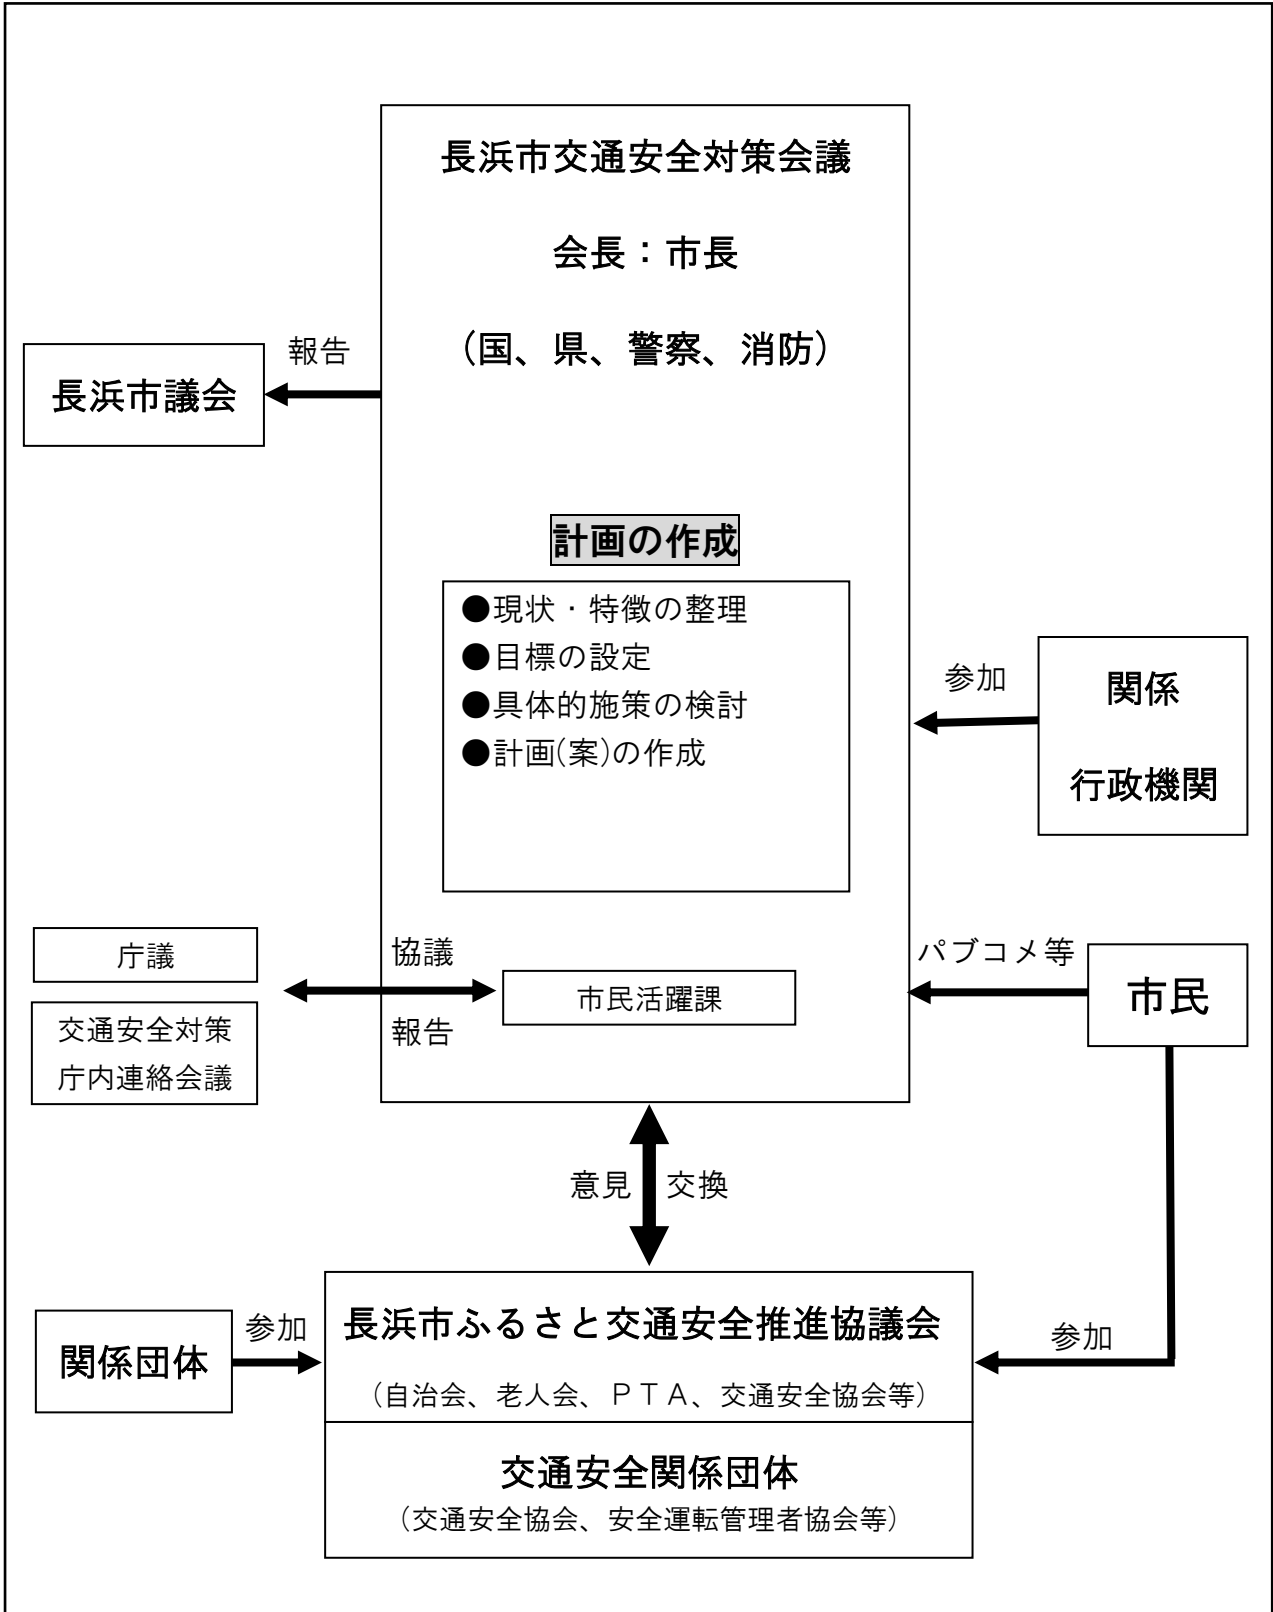 長浜市交通安全対策会議
会長：市長
（国、県、警察、消防）
報告
長浜市議会
計画の作成
●現状・特徴の整理
●目標の設定
●具体的施策の検討
●計画(案)の作成
参加
関係
行政機関
庁議
協議
報告
市民活躍課
交通安全対策
庁内連絡会議
パブコメ等
市民
意見 交換
関係団体
参加
長浜市ふるさと交通安全推進協議会
（自治会、老人会、ＰＴＡ、交通安全協会等）
参加
交通安全関係団体
（交通安全協会、安全運転管理者協会等）